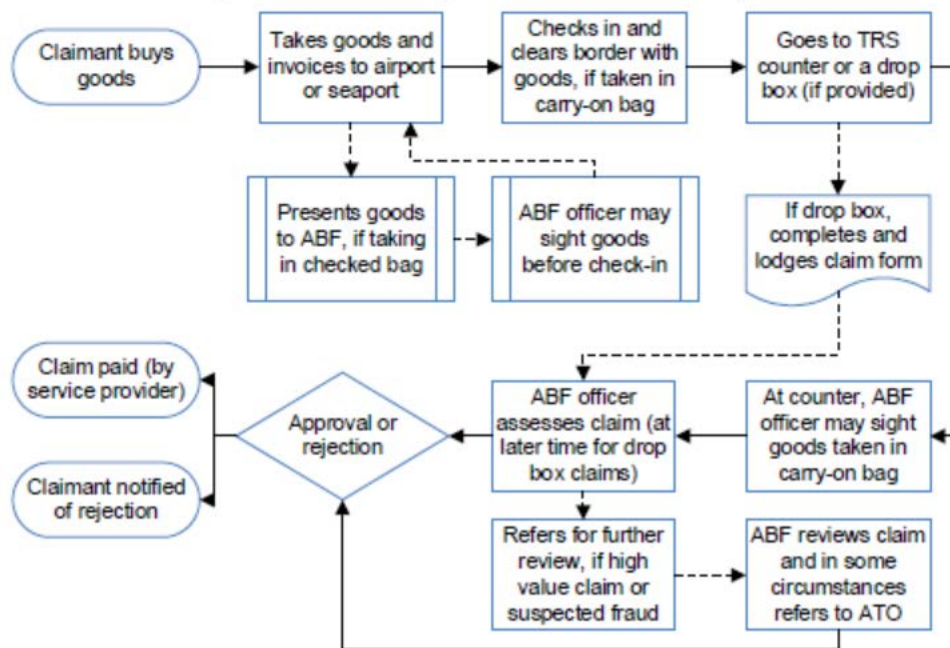 Claimant buys
goods
Takes goods and
invoices to airport
or seaport
Checks in and
clears border with
goods, if taken in
carry-on bag
Goes to TRS
counter or a drop
box (if provided)
Presents goods
to ABF, if taking
in checked bag
ABF officer may
sight goods
before check-in
If drop box,
completes and
lodges claim form
Claim paid (by
service provider)
Claimant notified
of rejection
Approval or
rejection
ABF officer
assesses claim (at
later time for drop
box claims)
At counter, ABF
officer may sight
goods taken in
carry-on bag
Refers for further
review, if high
value claim or
suspected fraud
ABF reviews claim
and in some
circumstances
refers to ATO